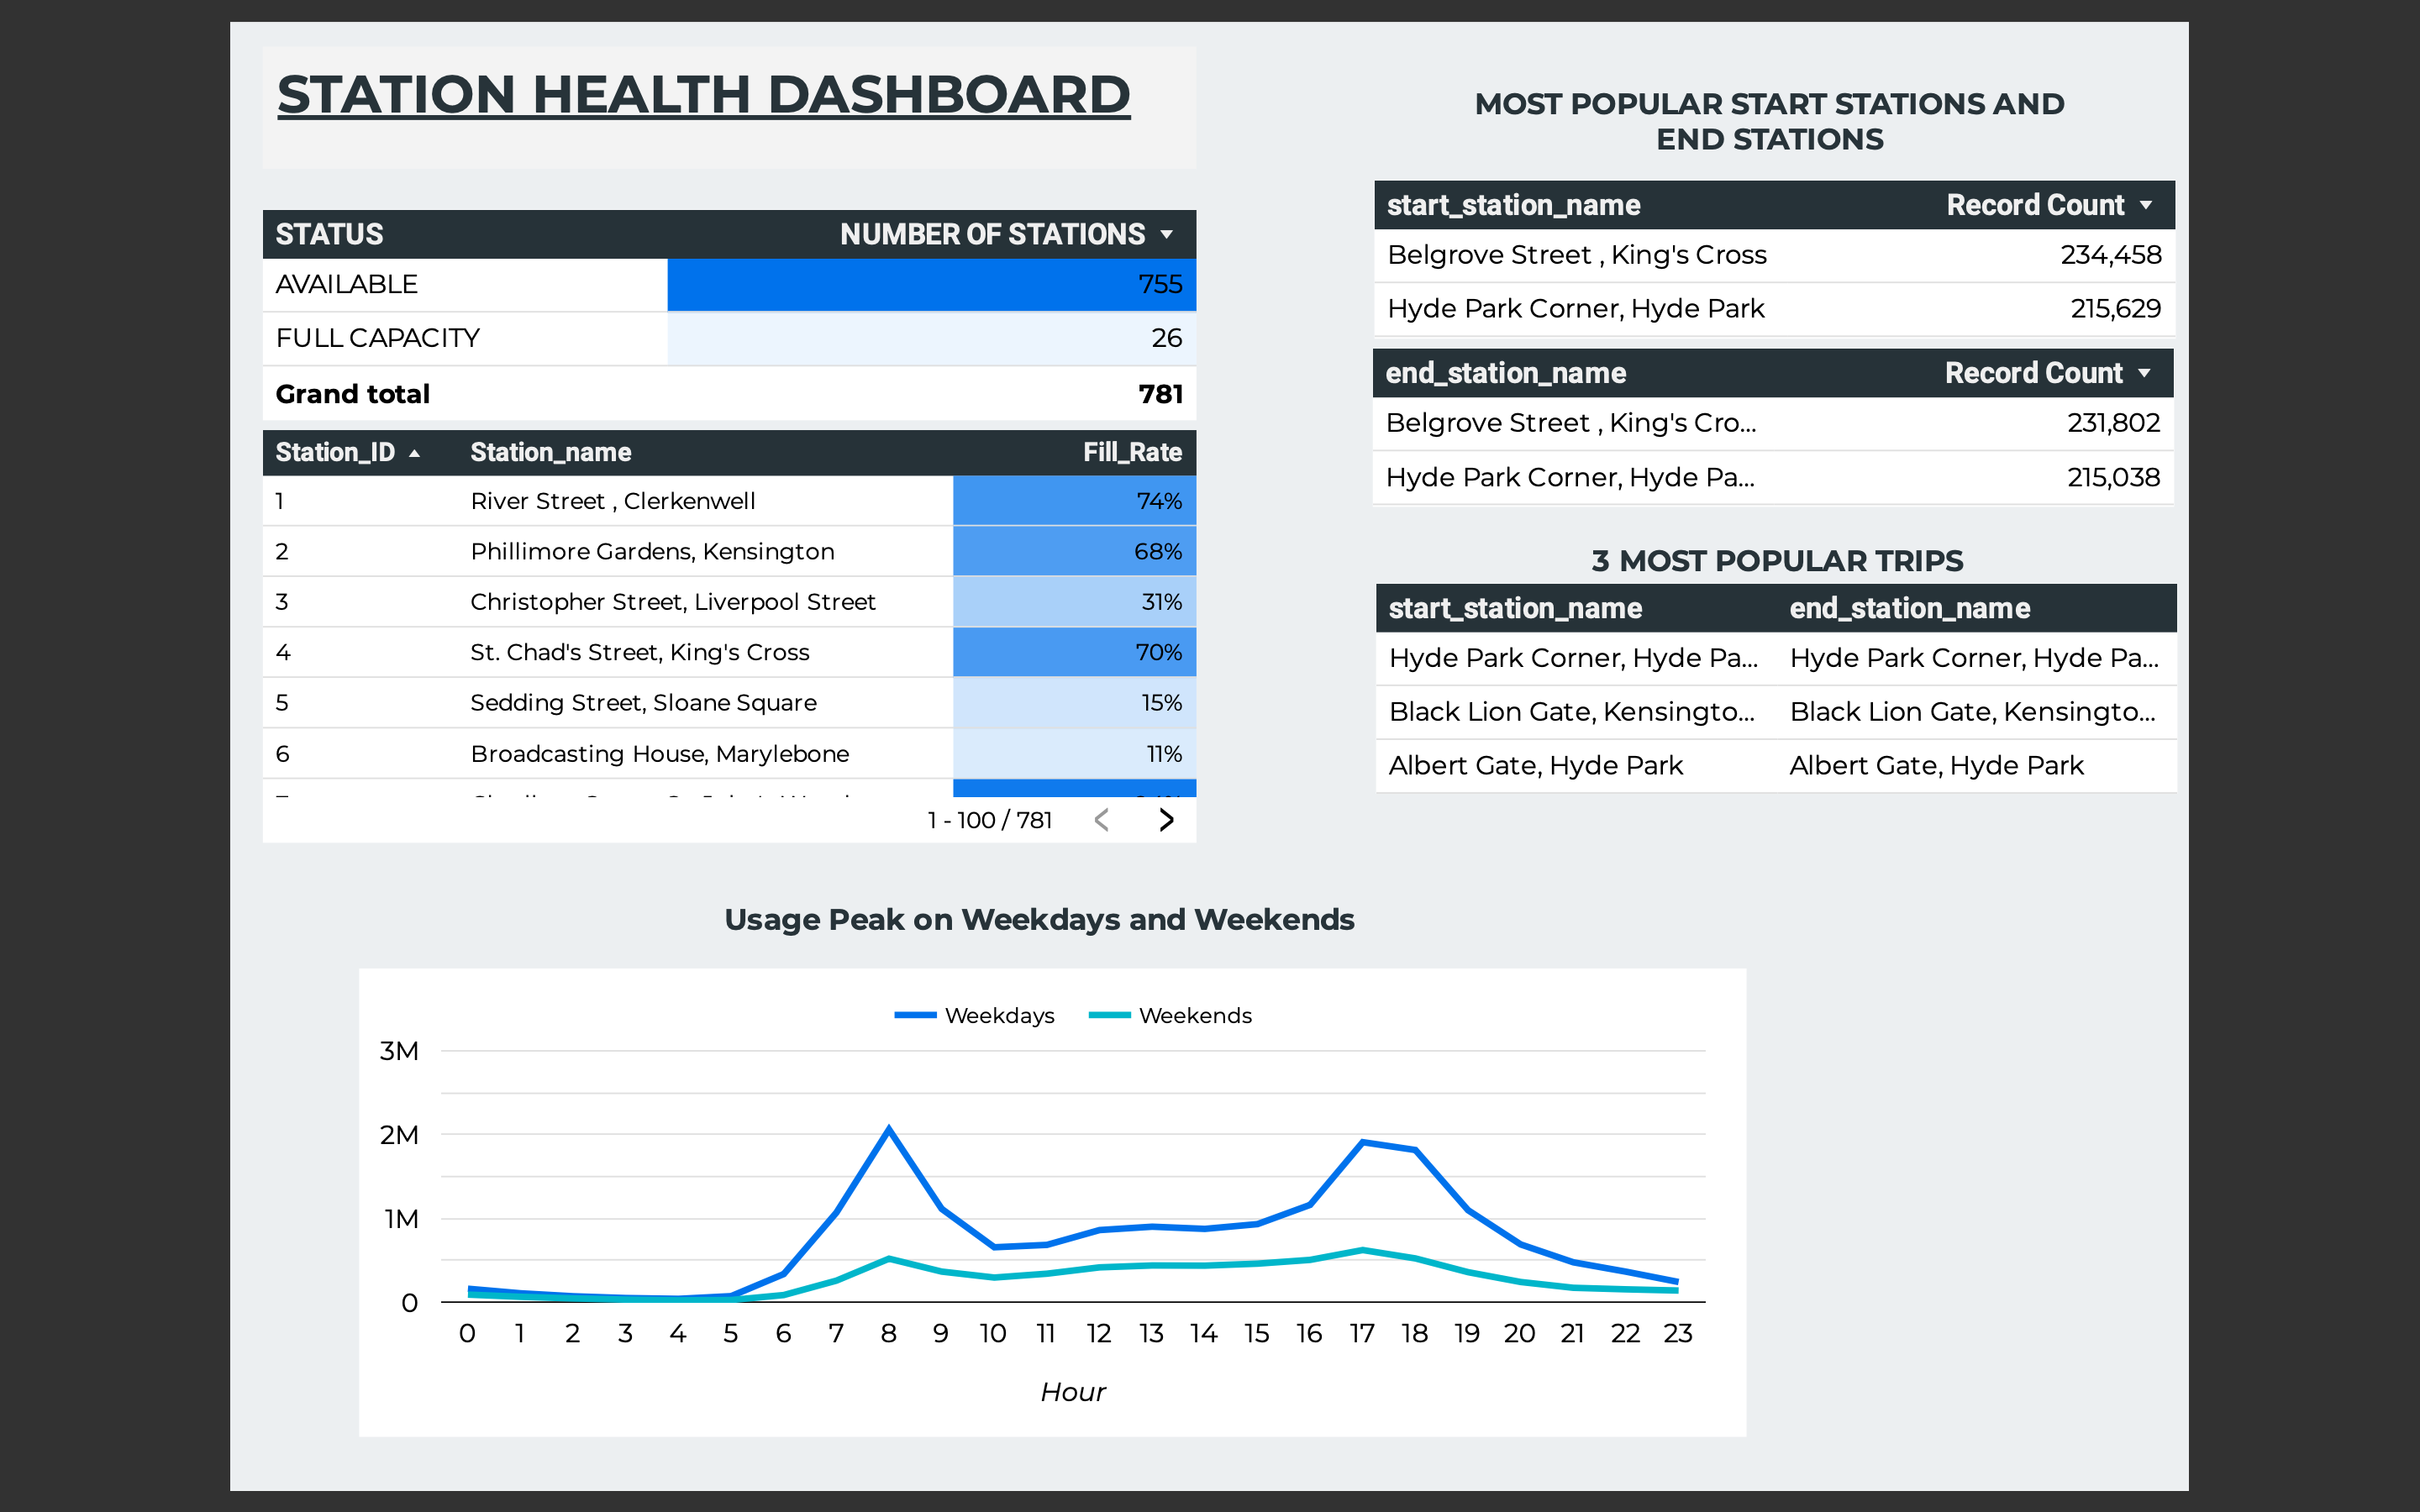 STATION HEALTH DASHBOARD
STATUS NUMBER OF STATIONS
AVAILABLE 755
FULL CAPACITY 26
Grand total 781
Station_ID Station_name Fill_Rate
1 River Street , Clerkenwell 74%
2 Phillimore Gardens, Kensington 68%
3 Christopher Street, Liverpool Street 31%
4 St. Chad's Street, King's Cross 70%
5 Sedding Street, Sloane Square 15%
6 Broadcasting House, Marylebone 11%
1 - 100 / 781
MOST POPULAR START STATIONS AND
END STATIONS
start_station_name Record Count
Belgrove Street , King's Cross 234,458
Hyde Park Corner, Hyde Park 215,629
end_station_name Record Count
Belgrove Street , King's Cro... 231,802
Hyde Park Corner, Hyde Pa... 215,038
3 MOST POPULAR TRIPS
start_station_name end_station_name
Hyde Park Corner, Hyde Pa... Hyde Park Corner, Hyde Pa...
Black Lion Gate, Kensingto... Black Lion Gate, Kensingto...
Albert Gate, Hyde Park Albert Gate, Hyde Park
Usage Peak on Weekdays and Weekends
Weekdays Weekends
3M
2M
1M
0
0 1 2 3 4 5 6 7 8 9 10 11 12 13 14 15 16 17 18 19 20 21 22 23
Hour